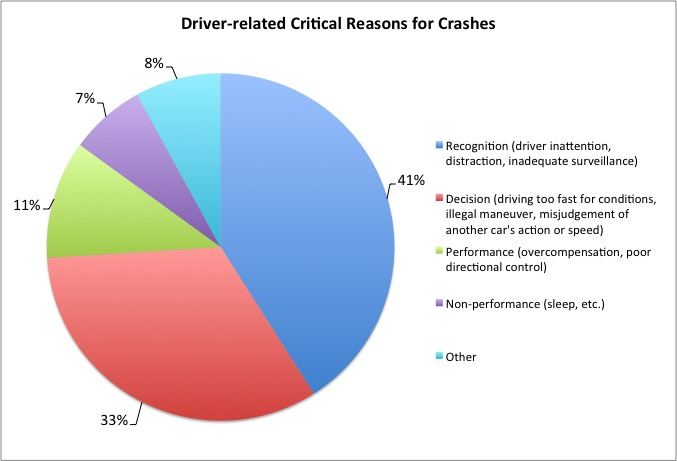 Driver-related Critical Reasons for Crashes
8%
7%
11%
41%
33%
Recognition (driver inattention,
distraction, inadequate surveillance)
Decision (driving too fast for conditions,
illegal maneuver, misjudgement of
another car's action or speed)
Performance (overcompensation, poor
directional control)
Non-performance (sleep, etc.)
Other